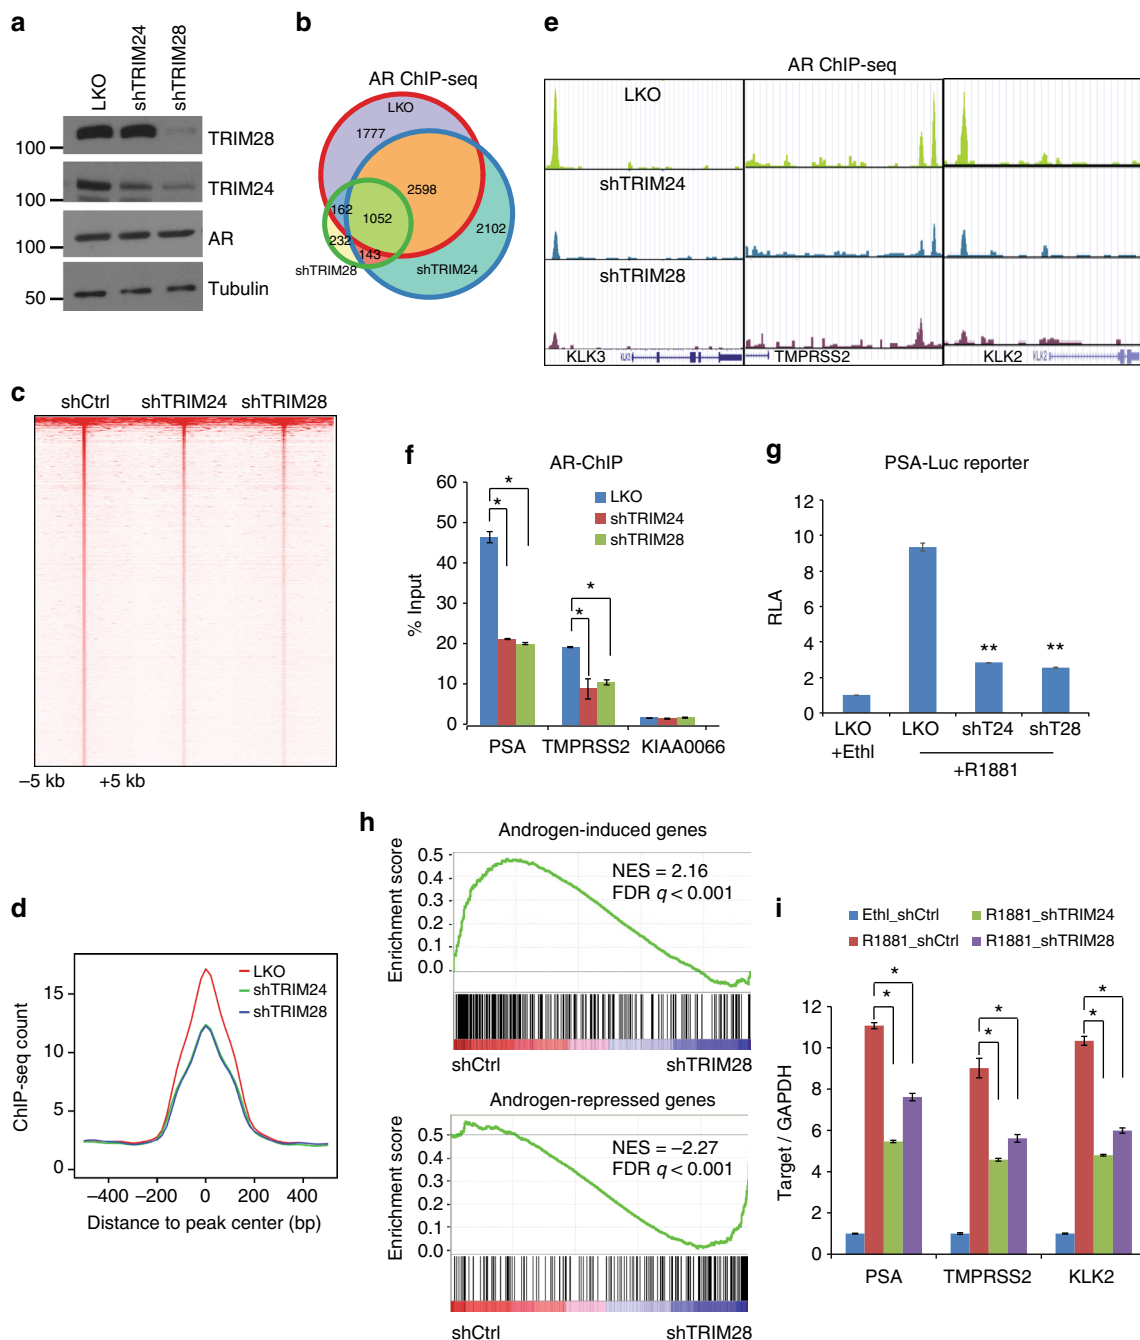 a
LKO
shTRIM24
shTRIM28
100
TRIM28
100
TRIM24
100
AR
50
Tubulin
b
AR ChIP-seq
LKO
1777
2598
162
1052
2102
232
143
shTRIM28
shTRIM24
e
AR ChIP-seq
LKO
shTRIM24
shTRIM28
KLK3
KLK3
TMPRSS2
KLK2
KLK2
c
shCtrl shTRIM24 shTRIM28
–5 kb +5 kb
f
AR-ChIP
60
50
40
30
20
10
0
% Input
LKO
shTRIM24
shTRIM28
* *
* *
PSA TMPRSS2 KIAA0066
g
PSA-Luc reporter
12
10
8
6
4
2
0
RLA
** **
LKO LKO shT24 shT28
+Ethl
+R1881
d
ChIP-seq count
15
10
5
0
LKO
shTRIM24
shTRIM28
–400 –200 0 200 400
Distance to peak center (bp)
h
Androgen-induced genes
Enrichment score
0.5
0.4
0.3
0.2
0.1
0.0
NES = 2.16
FDR q < 0.001
shCtrl shTRIM28
Androgen-repressed genes
Enrichment score
0.5
0.4
0.3
0.2
0.1
0.0
NES = –2.27
FDR q < 0.001
shCtrl shTRIM28
i
Ethl_shCtrl R1881_shTRIM24
R1881_shCtrl R1881_shTRIM28
Target / GAPDH
12
10
8
6
4
2
0
* *
* *
* *
PSA TMPRSS2 KLK2